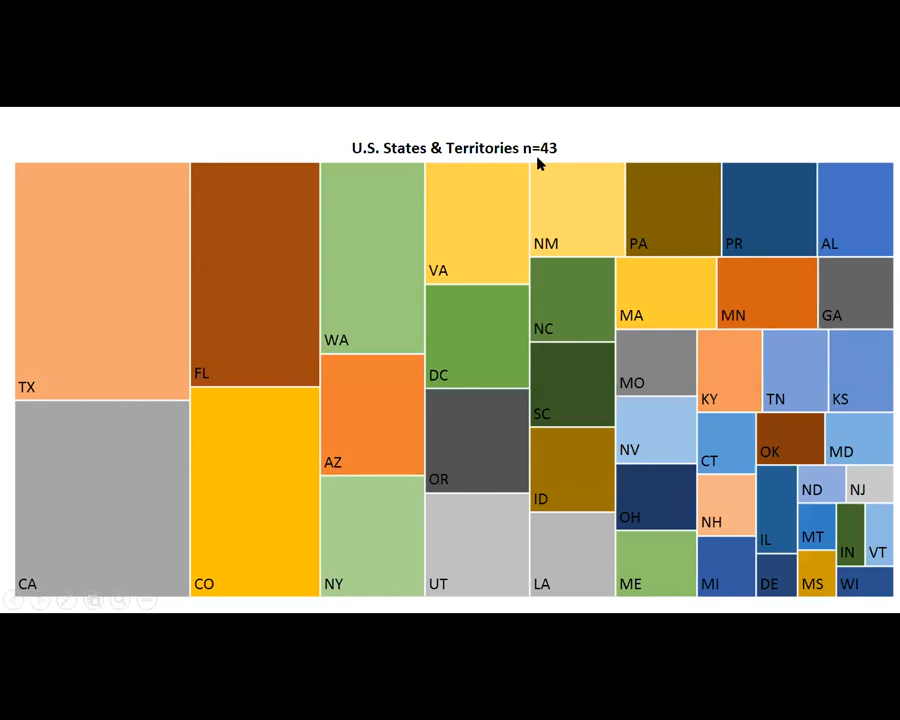 U.S. States & Territories n=43
TX
CA
FL
CO
WA
AZ
NY
VA
DC
OR
UT
NM
PA
PR
AL
NC
SC
ID
LA
MA
MN
GA
MO
NV
OH
ME
KY
TN
KS
CT
NH
MI
OK
MD
IL
DE
ND
NJ
MT
MS
IN
VT
WI